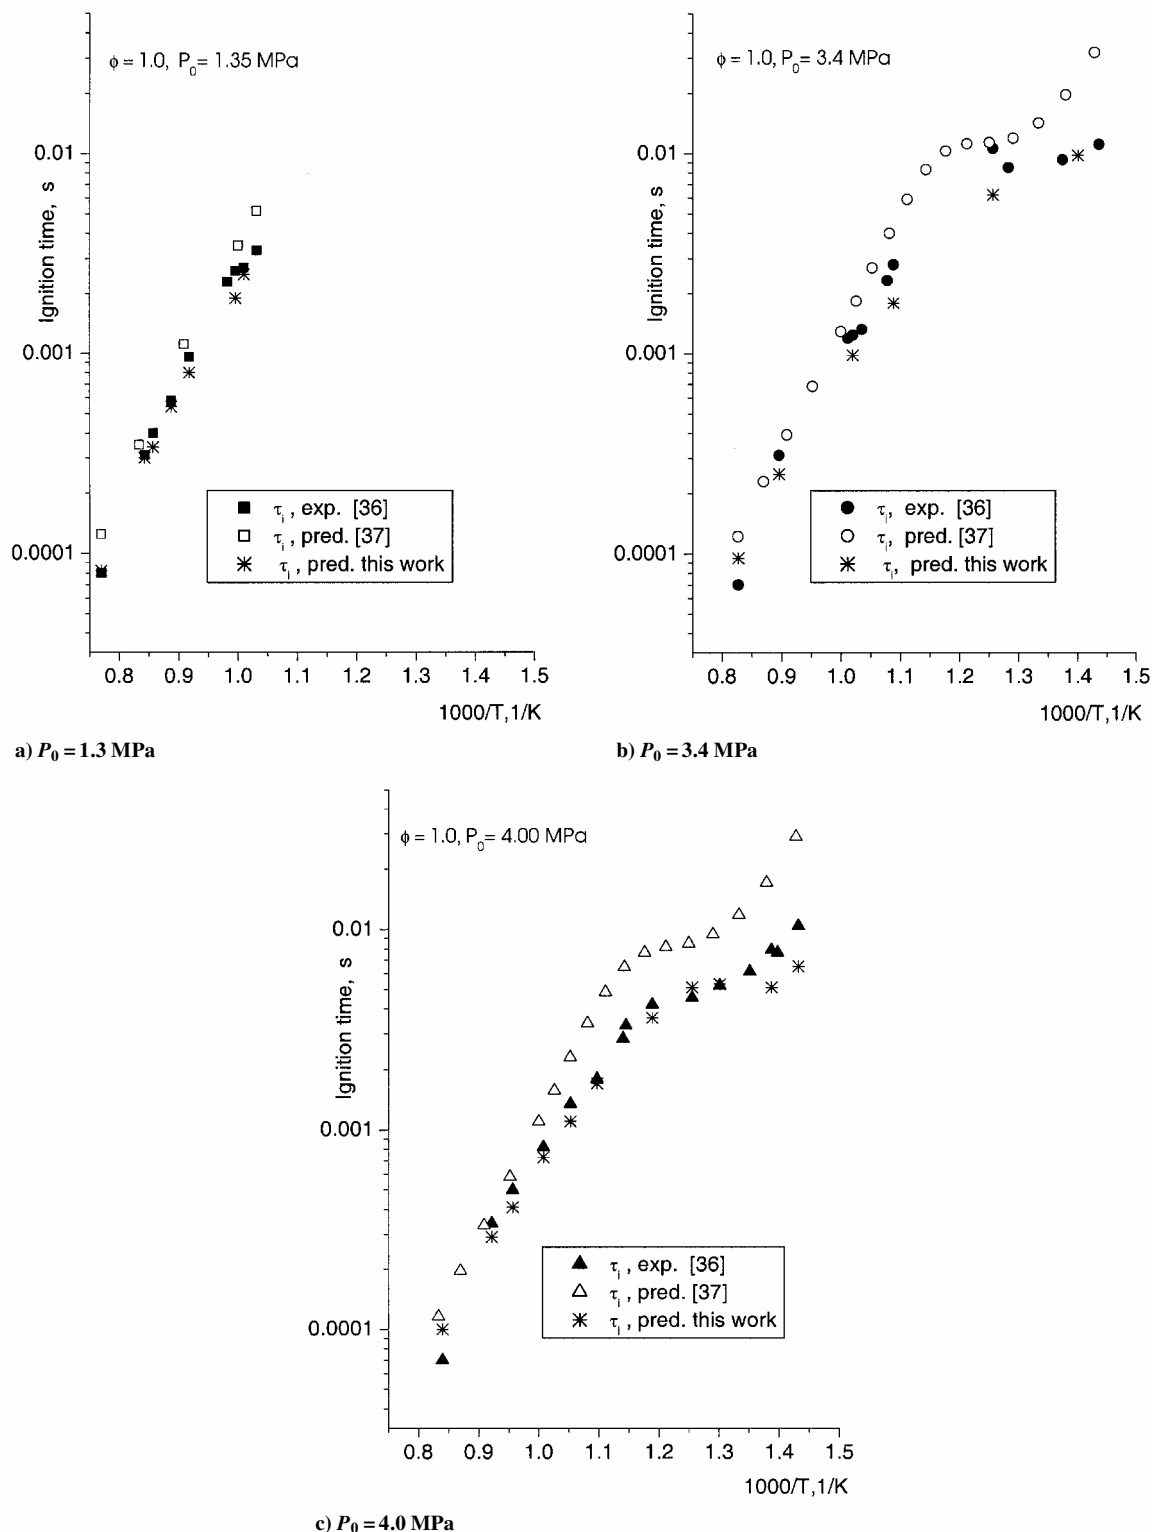 ϕ = 1.0, P₀= 1.35 MPa
Ignition time, s
0.01
0.001
0.0001
τᵢ , exp. [36]
τᵢ , pred. [37]
τᵢ , pred. this work
0.8 0.9 1.0 1.1 1.2 1.3 1.4 1.5
1000/T,1/K
a) P₀ = 1.3 MPa
ϕ = 1.0, P₀= 3.4 MPa
Ignition time, s
0.01
0.001
0.0001
τᵢ, exp. [36]
τᵢ, pred. [37]
τᵢ, pred. this work
0.8 0.9 1.0 1.1 1.2 1.3 1.4 1.5
1000/T,1/K
b) P₀ = 3.4 MPa
ϕ = 1.0, P₀= 4.00 MPa
Ignition time, s
0.01
0.001
0.0001
τᵢ , exp. [36]
τᵢ , pred. [37]
τᵢ , pred. this work
0.8 0.9 1.0 1.1 1.2 1.3 1.4 1.5
1000/T,1/K
c) P₀ = 4.0 MPa